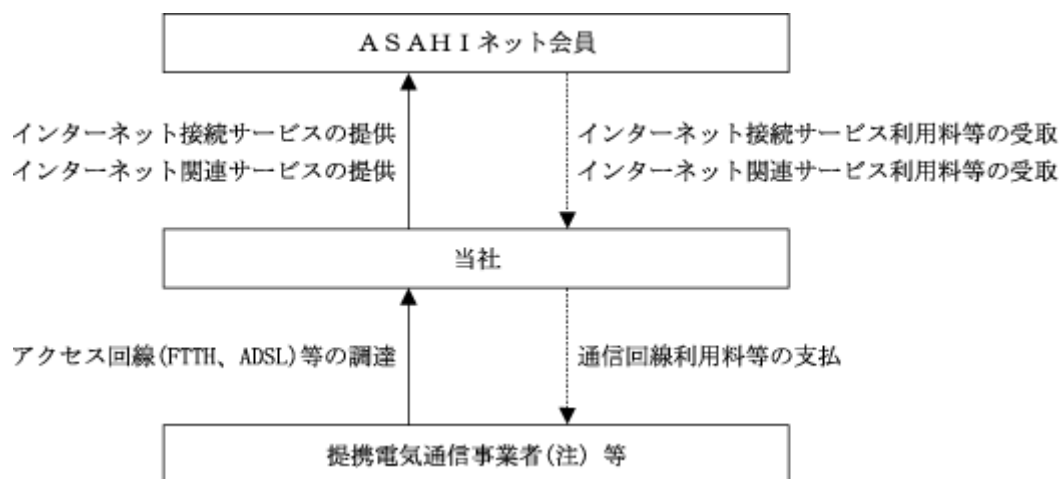 ＡＳＡＨＩネット会員
インターネット接続サービスの提供
インターネット関連サービスの提供
インターネット接続サービス利用料等の受取
インターネット関連サービス利用料等の受取
当社
アクセス回線(FTTH、ADSL)等の調達
通信回線利用料等の支払
提携電気通信事業者(注) 等